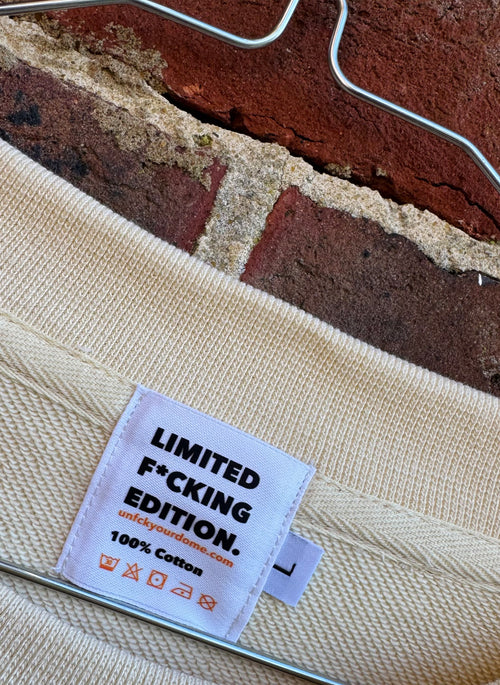 LIMITED
F*CKING
EDITION.
unfckyourdome.com
100% Cotton
L